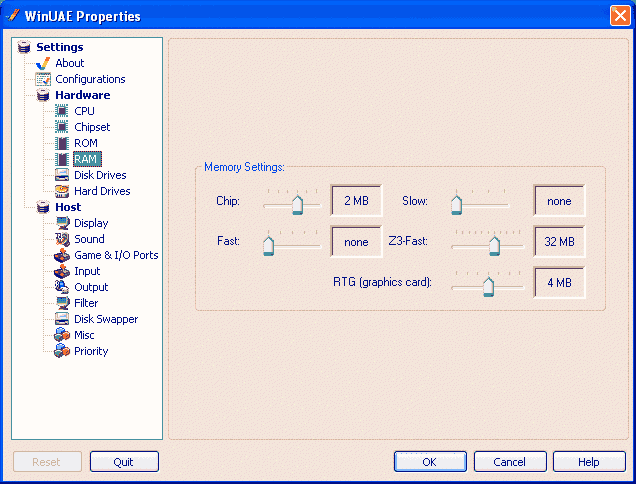 WinUAE Properties
Settings
About
Configurations
Hardware
CPU
Chipset
ROM
RAM
Disk Drives
Hard Drives
Host
Display
Sound
Game & I/O Ports
Input
Output
Filter
Disk Swapper
Misc
Priority
Memory Settings:
Chip: 2 MB Slow: none
Fast: none Z3-Fast: 32 MB
RTG (graphics card): 4 MB
Reset Quit OK Cancel Help